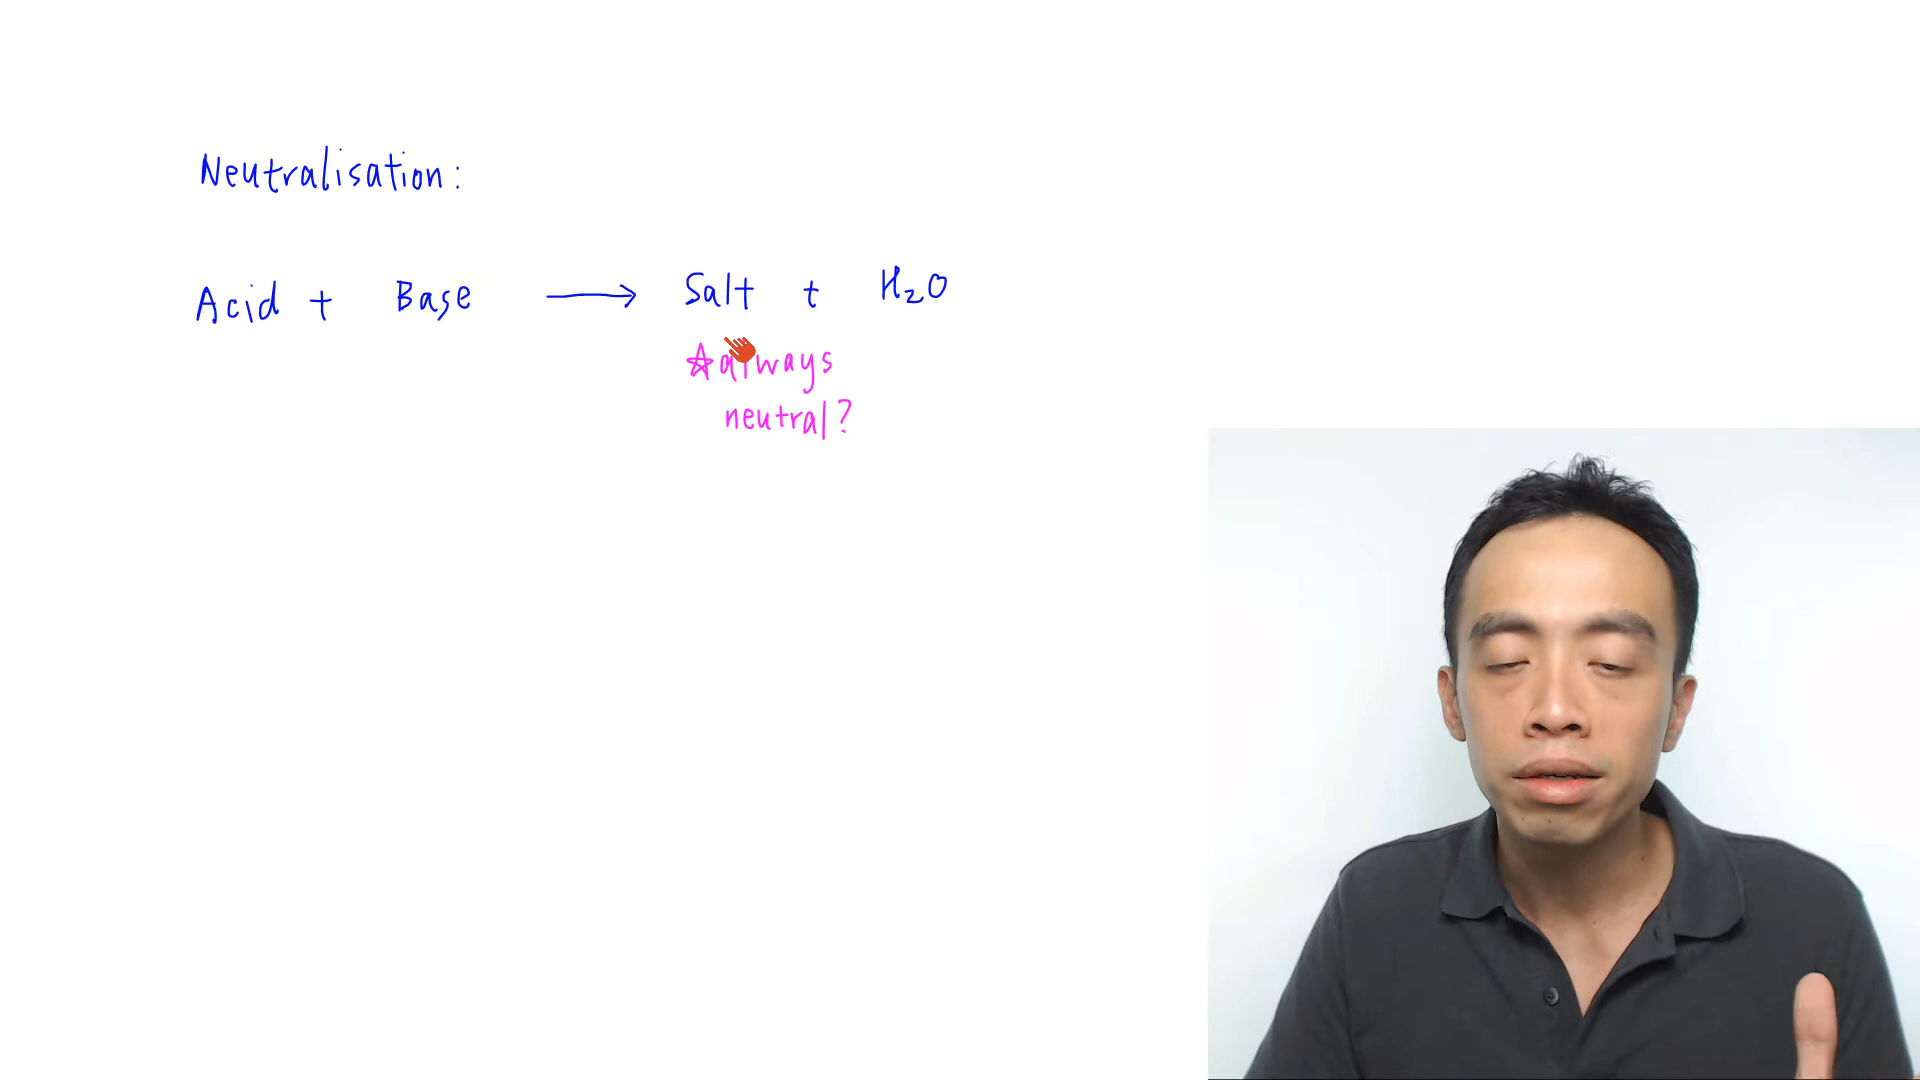 Neutralisation:
Acid + Base → Salt + H₂O
☆always
neutral?